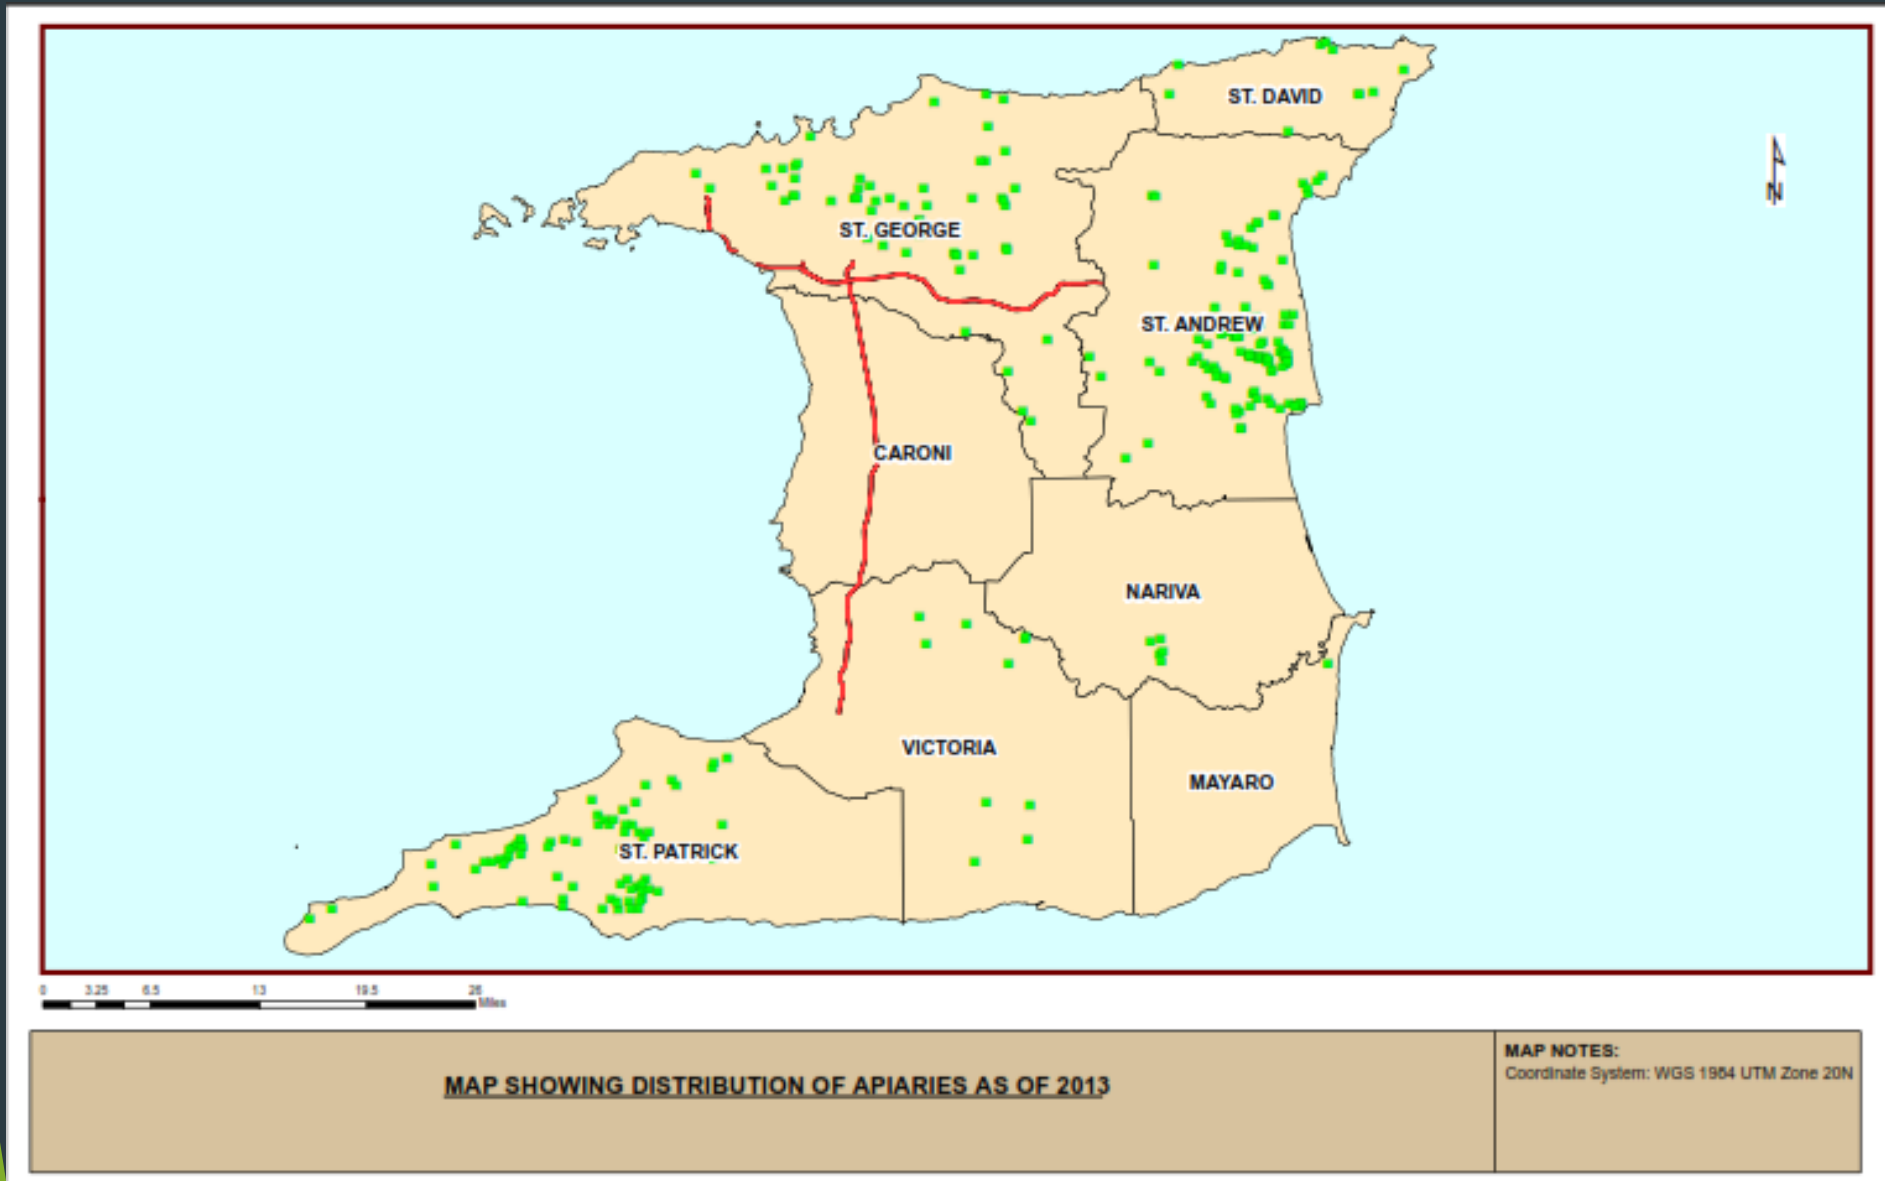 ST. DAVID
N
ST. GEORGE
ST. ANDREW
CARONI
NARIVA
VICTORIA
MAYARO
ST. PATRICK
0 3.25 6.5 13 19.5 26
Miles
MAP SHOWING DISTRIBUTION OF APIARIES AS OF 2013
MAP NOTES:
Coordinate System: WGS 1984 UTM Zone 20N